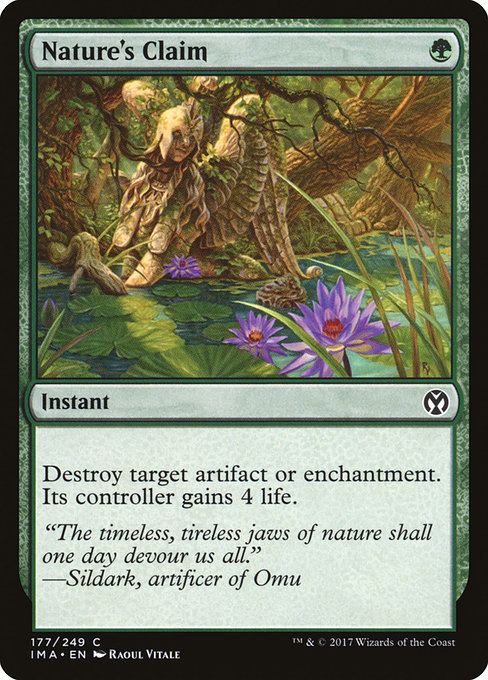 Nature's Claim
Instant
Destroy target artifact or enchantment.
Its controller gains 4 life.
“The timeless, tireless jaws of nature shall
one day devour us all.”
—Sildark, artificer of Omu
177/249 C
IMA • EN Raoul Vitale
™ & © 2017 Wizards of the Coast